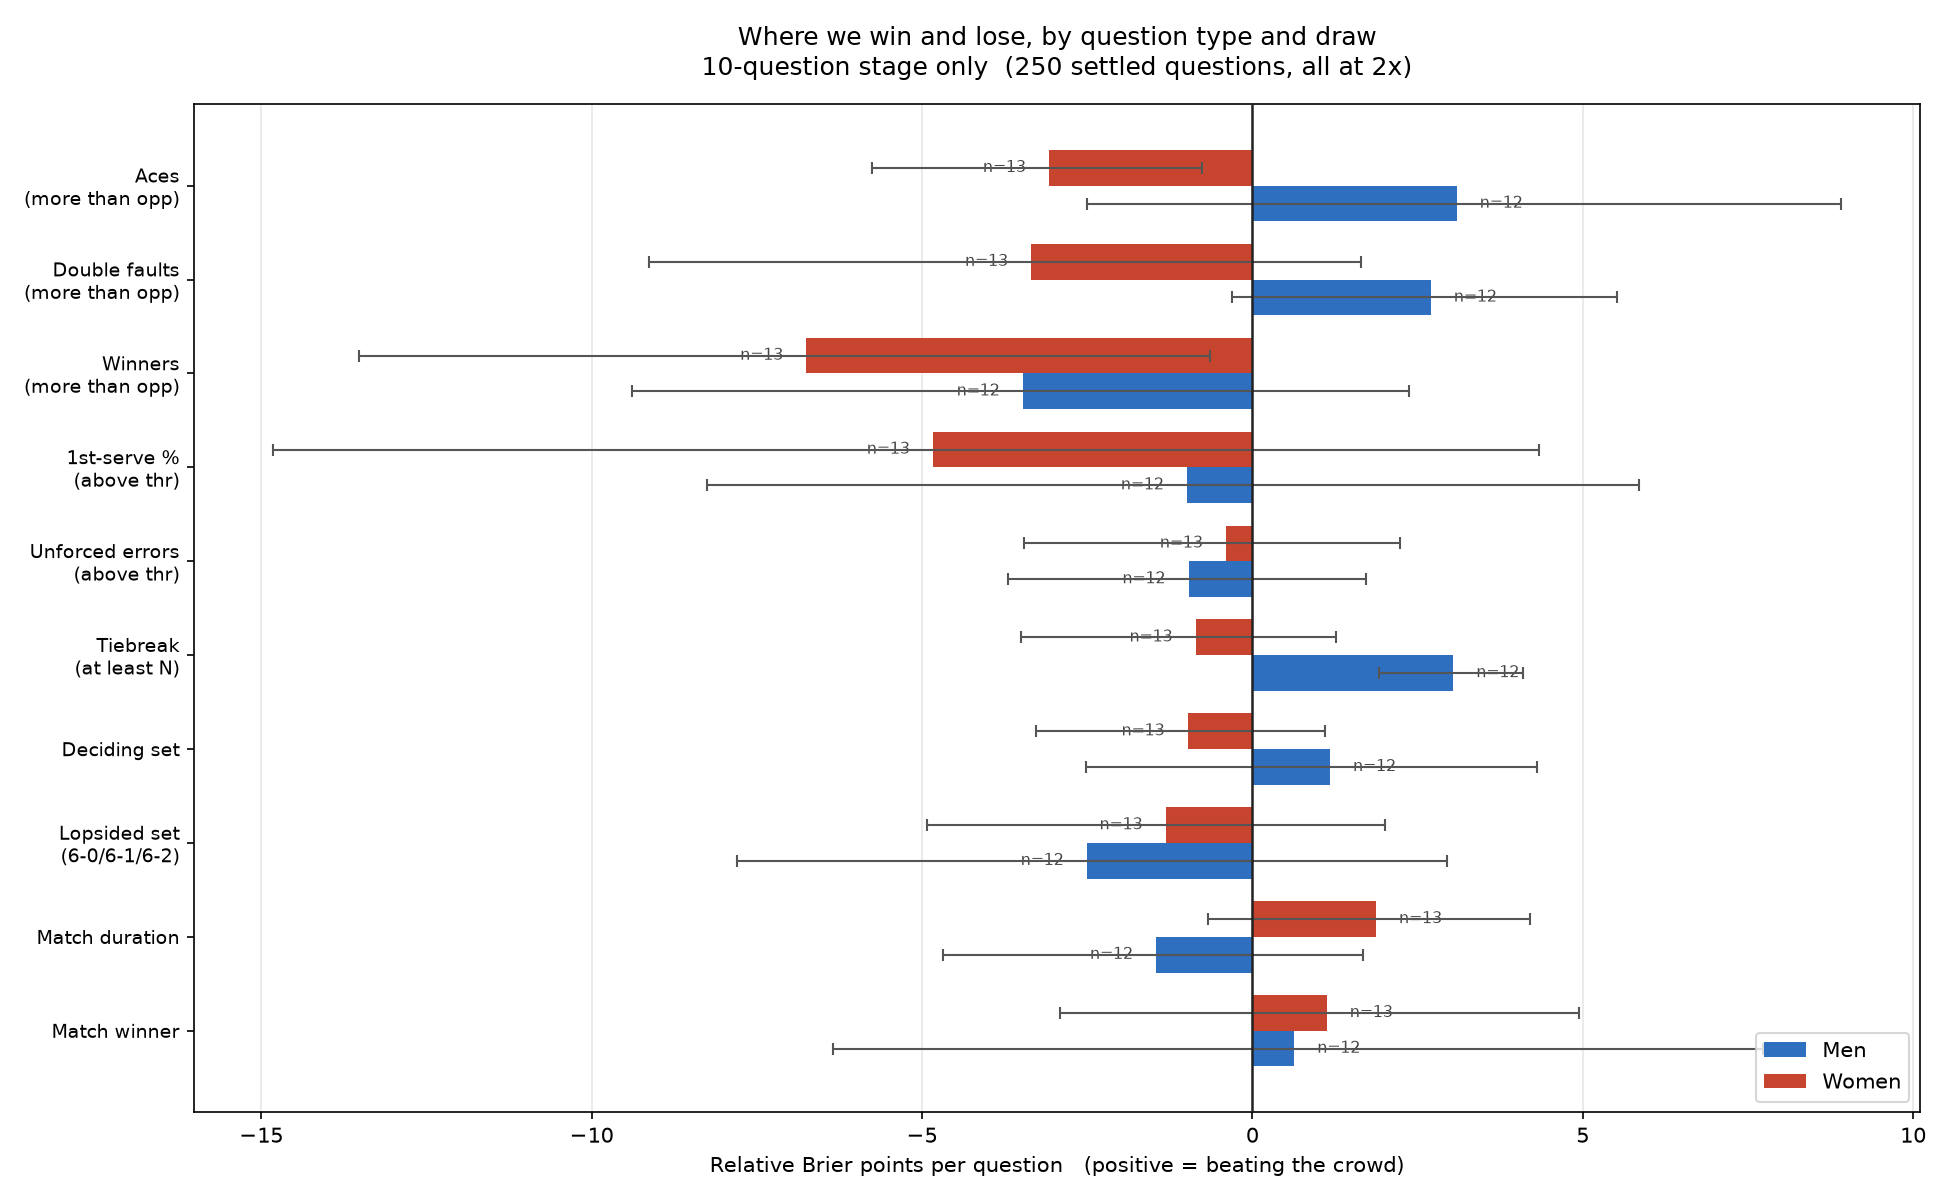 Where we win and lose, by question type and draw
10-question stage only  (250 settled questions, all at 2x)
Aces
(more than opp)
n=13
n=12
Double faults
(more than opp)
n=13
n=12
Winners
(more than opp)
n=13
n=12
1st-serve %
(above thr)
n=13
n=12
Unforced errors
(above thr)
n=13
n=12
Tiebreak
(at least N)
n=13
n=12
Deciding set
n=13
n=12
Lopsided set
(6-0/6-1/6-2)
n=13
n=12
Match duration
n=13
n=12
Match winner
n=13
n=12
Men
Women
−15 −10 −5 0 5 10
Relative Brier points per question   (positive = beating the crowd)